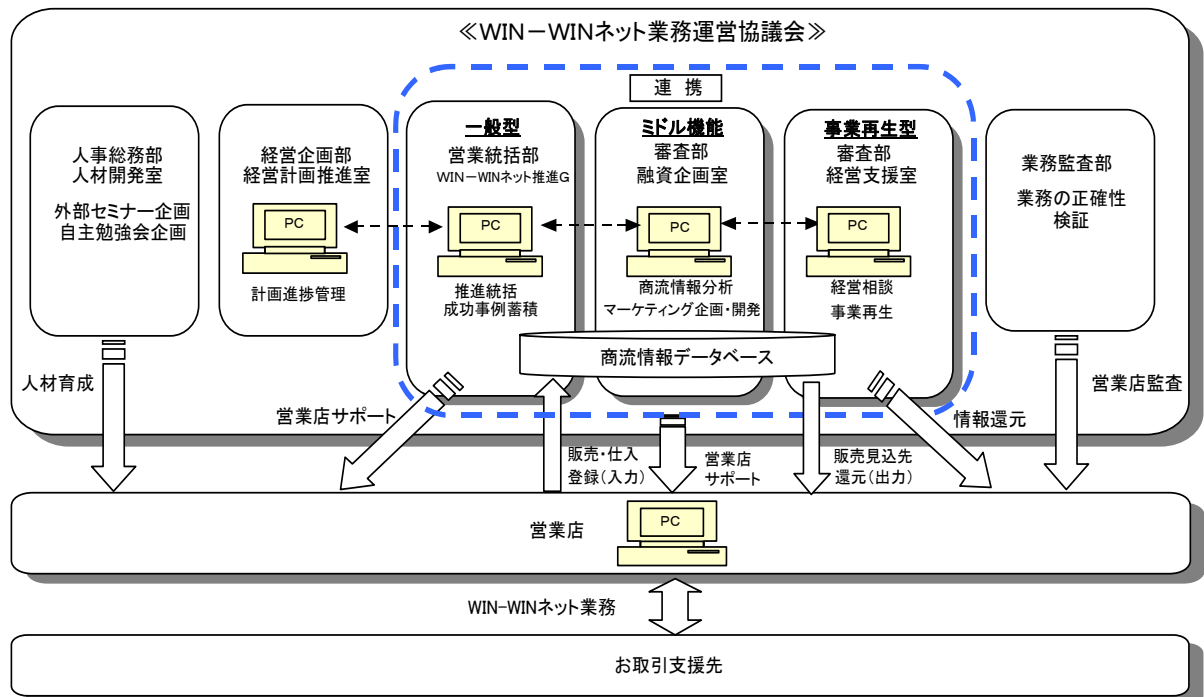 ≪WIN－WINネット業務運営協議会≫
連 携
人事総務部
人材開発室
外部セミナー企画
自主勉強会企画
経営企画部
経営計画推進室
PC
計画進捗管理
一般型
営業統括部
WIN－WINネット推進G
PC
推進統括
成功事例蓄積
ミドル機能
審査部
融資企画室
PC
商流情報分析
マーケティング企画・開発
事業再生型
審査部
経営支援室
PC
経営相談
事業再生
業務監査部
業務の正確性
検証
商流情報データベース
人材育成
営業店サポート
販売・仕入
登録（入力）
営業店
サポート
販売見込先
還元（出力）
情報還元
営業店監査
営業店
PC
WIN-WINネット業務
お取引支援先